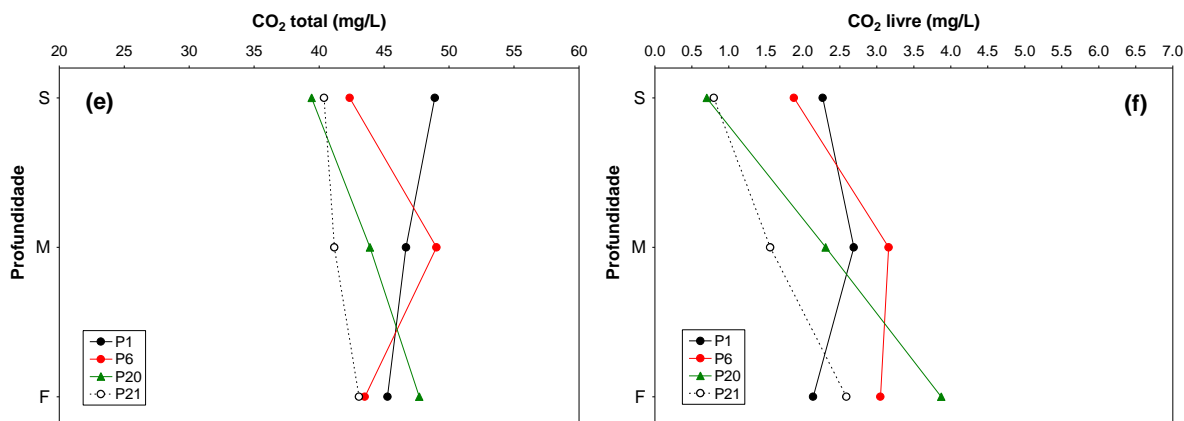 CO2 total (mg/L)
20 25 30 35 40 45 50 55 60
(e)
Profundidade
S
M
F
P1
P6
P20
P21
CO2 livre (mg/L)
0.0 0.5 1.0 1.5 2.0 2.5 3.0 3.5 4.0 4.5 5.0 5.5 6.0 6.5 7.0
(f)
Profundidade
S
M
F
P1
P6
P20
P21